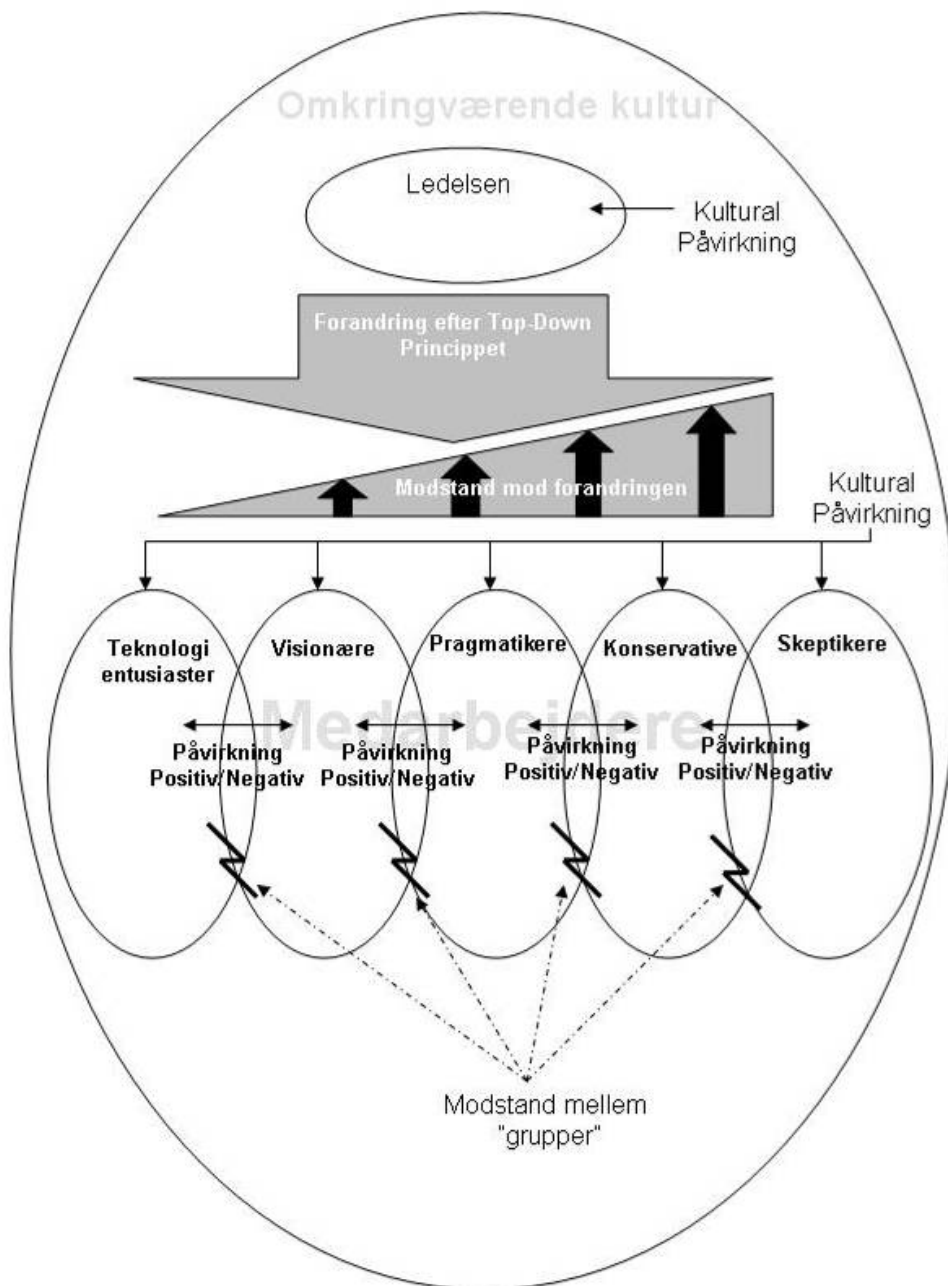 Omkringværende kultur
Ledelsen
Kultural
Påvirkning
Forandring efter Top-Down
Princippet
Modstand mod forandringen
Kultural
Påvirkning
Teknologi
entusiaster
Visionære
Pragmatikere
Konservative
Skeptikere
Medarbejdere
Påvirkning
Positiv/Negativ
Påvirkning
Positiv/Negativ
Påvirkning
Positiv/Negativ
Påvirkning
Positiv/Negativ
Modstand mellem
"grupper"